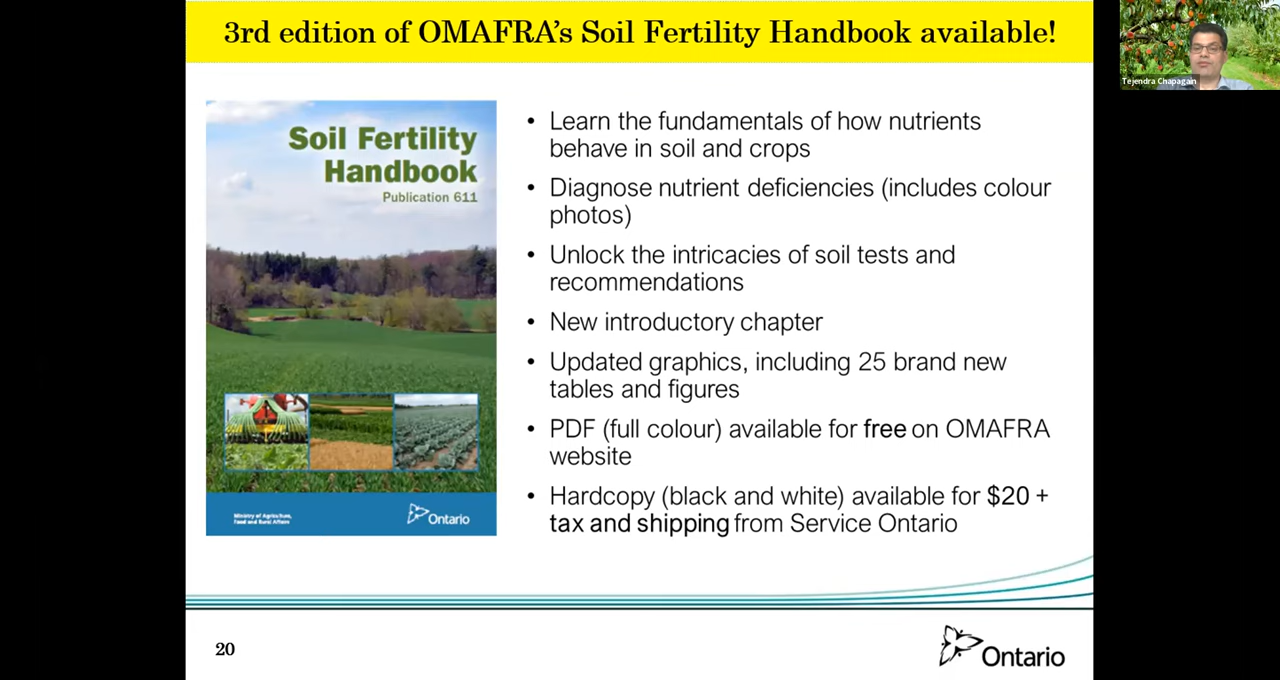 3rd edition of OMAFRA's Soil Fertility Handbook available!
Tejendra Chapagain
Soil Fertility
Handbook
Publication 611
Ministry of Agriculture,
Food and Rural Affairs
Ontario
• Learn the fundamentals of how nutrients
behave in soil and crops
• Diagnose nutrient deficiencies (includes colour
photos)
• Unlock the intricacies of soil tests and
recommendations
• New introductory chapter
• Updated graphics, including 25 brand new
tables and figures
• PDF (full colour) available for free on OMAFRA
website
• Hardcopy (black and white) available for $20 +
tax and shipping from Service Ontario
20
Ontario